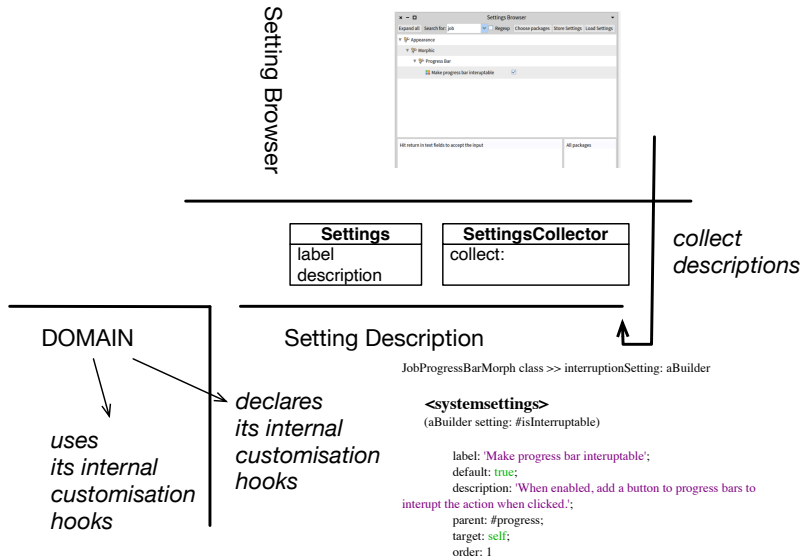 Setting Browser
Settings Browser
Expand all Search for: job Regexp Choose packages Store Settings Load Settings
Appearance
Morphic
Progress Bar
Make progress bar interuptable
Hit return in text fields to accept the input
All packages
Settings
label
description
SettingsCollector
collect:
collect
descriptions
DOMAIN
Setting Description
uses
its internal
customisation
hooks
declares
its internal
customisation
hooks
JobProgressBarMorph class >> interruptionSetting: aBuilder
<systemsettings>
(aBuilder setting: #isInterruptable)
label: 'Make progress bar interuptable';
default: true;
description: 'When enabled, add a button to progress bars to
interupt the action when clicked.';
parent: #progress;
target: self;
order: 1